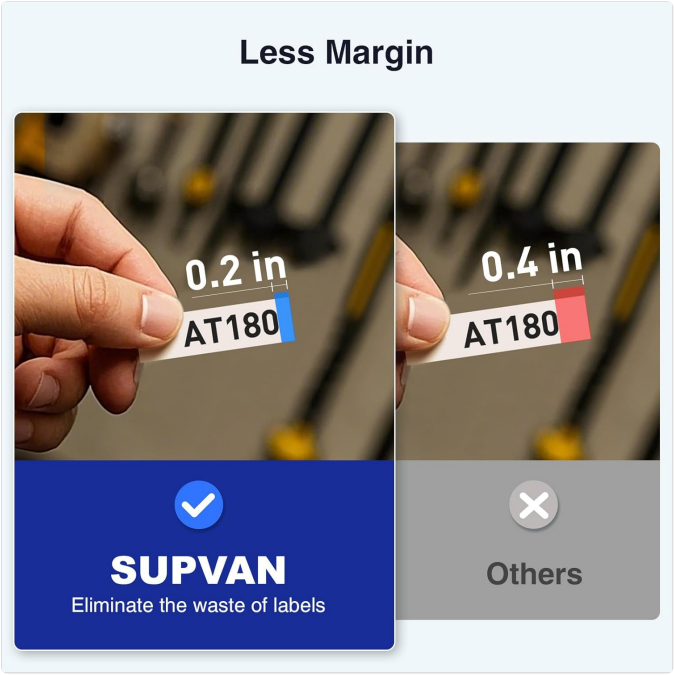 Less Margin
0.2 in
AT180
SUPVAN
Eliminate the waste of labels
0.4 in
AT180
Others